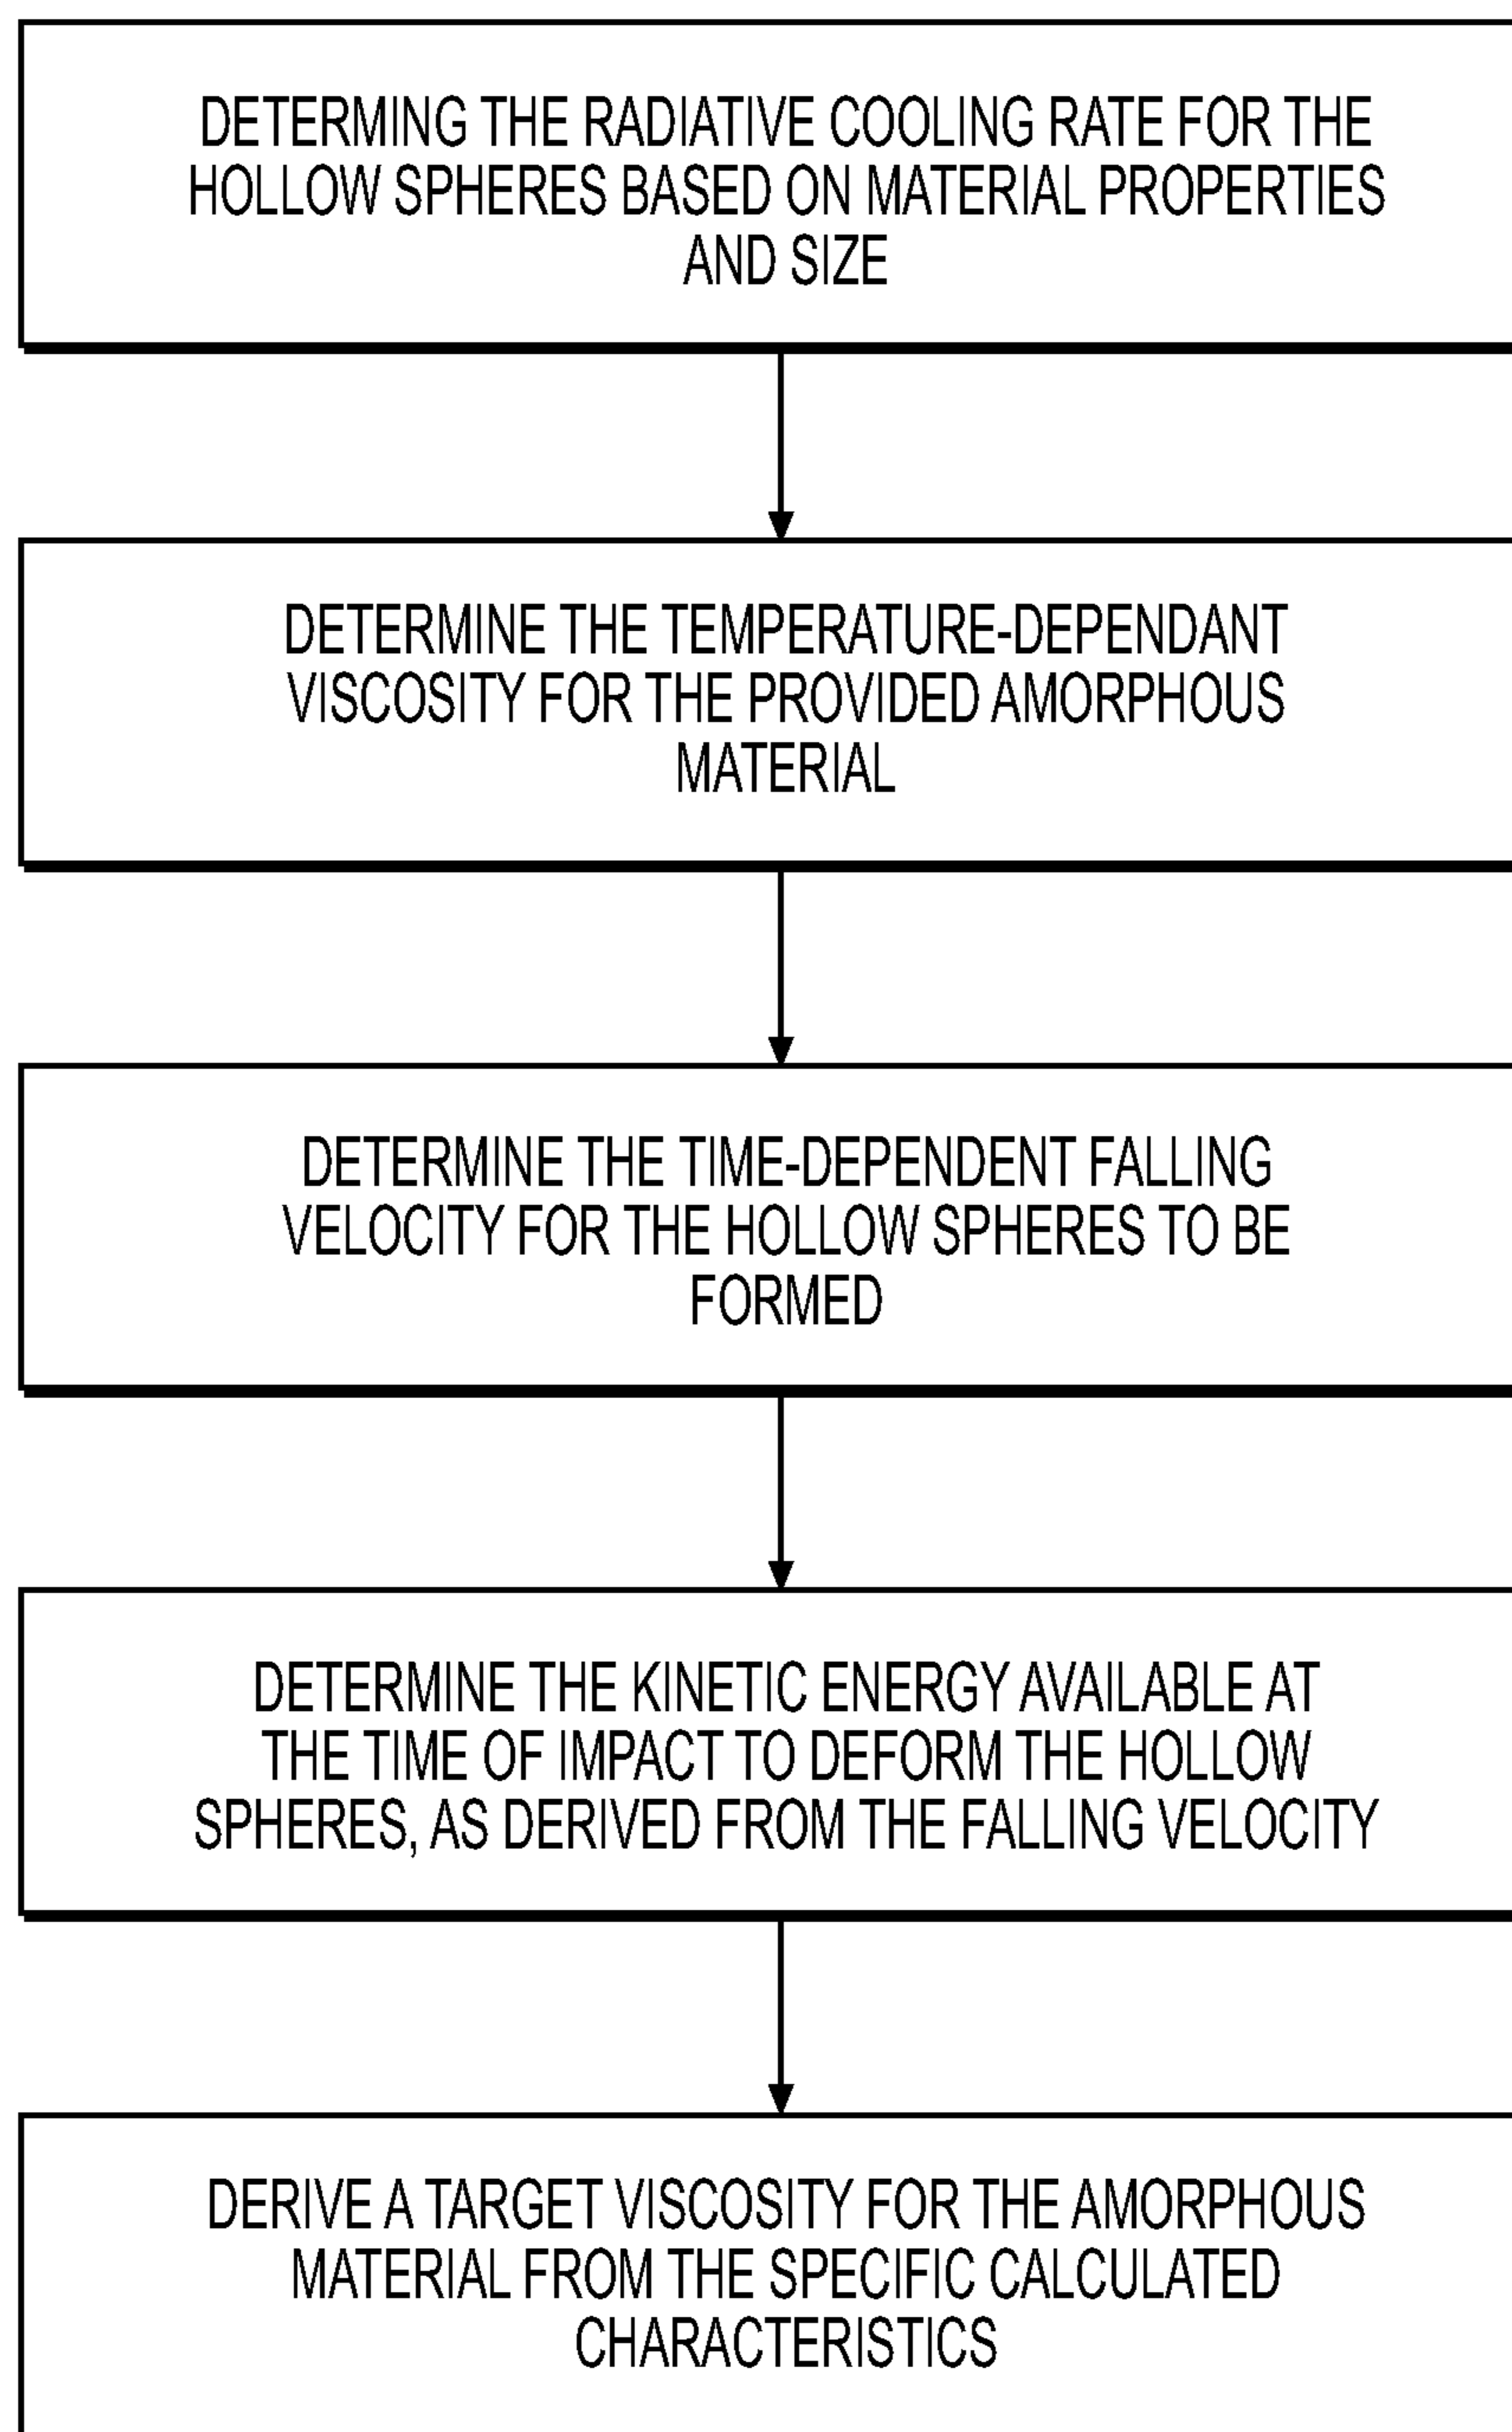 DETERMING THE RADIATIVE COOLING RATE FOR THE
HOLLOW SPHERES BASED ON MATERIAL PROPERTIES
AND SIZE
DETERMINE THE TEMPERATURE-DEPENDANT
VISCOSITY FOR THE PROVIDED AMORPHOUS
MATERIAL
DETERMINE THE TIME-DEPENDENT FALLING
VELOCITY FOR THE HOLLOW SPHERES TO BE
FORMED
DETERMINE THE KINETIC ENERGY AVAILABLE AT
THE TIME OF IMPACT TO DEFORM THE HOLLOW
SPHERES, AS DERIVED FROM THE FALLING VELOCITY
DERIVE A TARGET VISCOSITY FOR THE AMORPHOUS
MATERIAL FROM THE SPECIFIC CALCULATED
CHARACTERISTICS